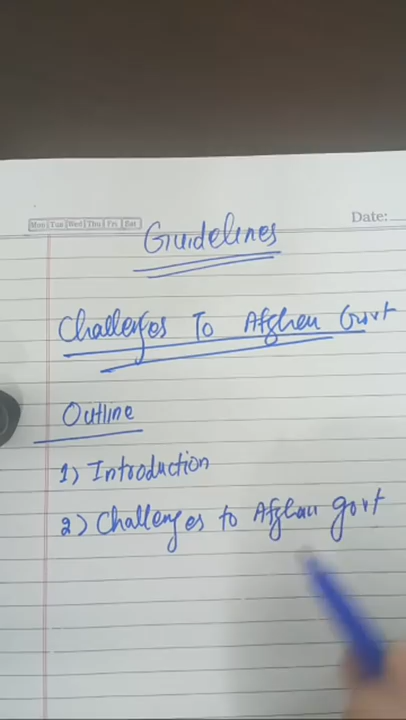 Mon Tue Wed Thu Fri Sat
Date:
Guidelines
Challenges To Afghan Govt
Outline
1) Introduction
2) Challenges to Afghan govt